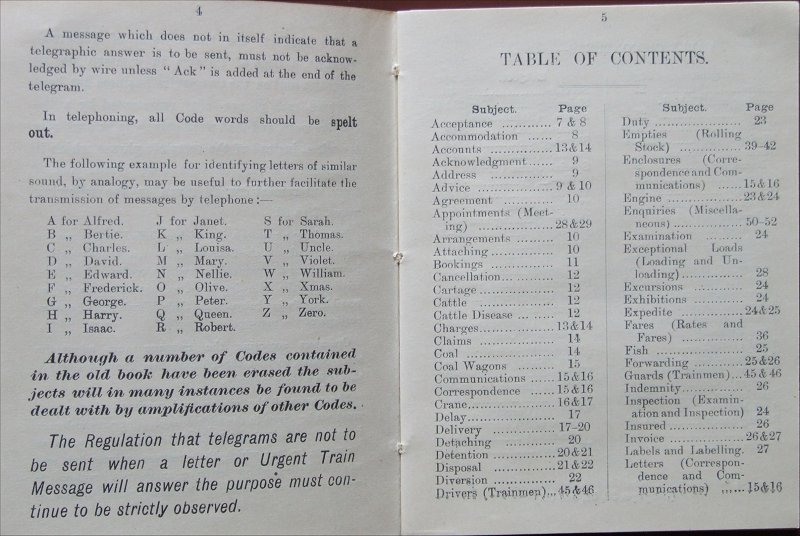 4
A message which does not in itself indicate that a
telegraphic answer is to be sent, must not be acknow-
ledged by wire unless "Ack" is added at the end of the
telegram.
In telephoning, all Code words should be spelt
out.
The following example for identifying letters of similar
sound, by analogy, may be useful to further facilitate the
transmission of messages by telephone :—
A for Alfred. J for Janet. S for Sarah.
B „ Bertie. K „ King. T „ Thomas.
C „ Charles. L „ Louisa. U „ Uncle.
D „ David. M „ Mary. V „ Violet.
E „ Edward. N „ Nellie. W „ William.
F „ Frederick. O „ Olive. X „ Xmas.
G „ George. P „ Peter. Y „ York.
H „ Harry. Q „ Queen. Z „ Zero.
I „ Isaac. R „ Robert.
Although a number of Codes contained
in the old book have been erased the sub-
jects will in many instances be found to be
dealt with by amplifications of other Codes.
The Regulation that telegrams are not to
be sent when a letter or Urgent Train
Message will answer the purpose must con-
tinue to be strictly observed.
5
TABLE OF CONTENTS.
Subject. Page
Acceptance ............ 7 & 8
Accommodation ...... 8
Accounts ............... 13 & 14
Acknowledgment...... 9
Address ............... 9
Advice .................. 9 & 10
Agreement ............ 10
Appointments (Meet-
ing) .................. 28 & 29
Arrangements ......... 10
Attaching ............... 10
Bookings ............... 11
Cancellation............ 12
Cartage .................. 12
Cattle .................. 12
Cattle Disease ......... 12
Charges.................. 13 & 14
Claims .................. 14
Coal ..................... 14
Coal Wagons ......... 15
Communications ...... 15 & 16
Correspondence ...... 15 & 16
Crane..................... 16 & 17
Delay..................... 17
Delivery ............... 17-20
Detaching ............ 20
Detention ............... 20 & 21
Disposal ............... 21 & 22
Diversion ............... 22
Drivers (Trainmen)... 45 & 46
Subject. Page
Duty ..................... 23
Empties (Rolling
Stock) ............... 39-42
Enclosures (Corre-
spondence and Com-
munications) ...... 15 & 16
Engine .................. 23 & 24
Enquiries (Miscella-
neous) .................. 50-52
Examination ......... 24
Exceptional Loads
(Loading and Un-
loading)............... 28
Excursions ............ 24
Exhibitions ............ 24
Expedite ............... 24 & 25
Fares (Rates and
Fares) ............... 36
Fish ..................... 25
Forwarding ............ 25 & 26
Guards (Trainmen)... 45 & 46
Indemnity............... 26
Inspection (Examin-
ation and Inspection) 24
Insured .................. 26
Invoice .................. 26 & 27
Labels and Labelling. 27
Letters (Correspon-
dence and Com-
munications) ...... 15 & 16